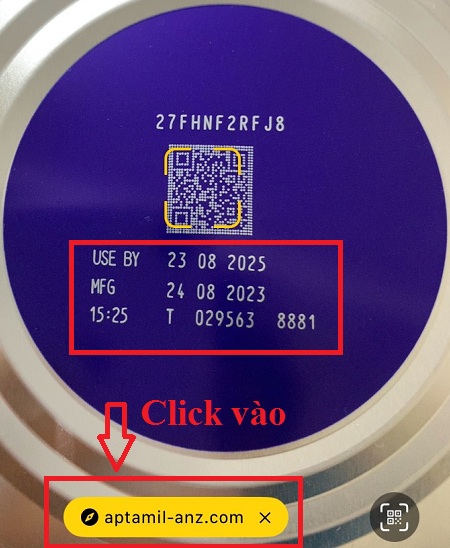 27FHNF2RFJ8
USE BY 23 08 2025
MFG 24 08 2023
15:25 T 029563 8881
Click vào
aptamil-anz.com